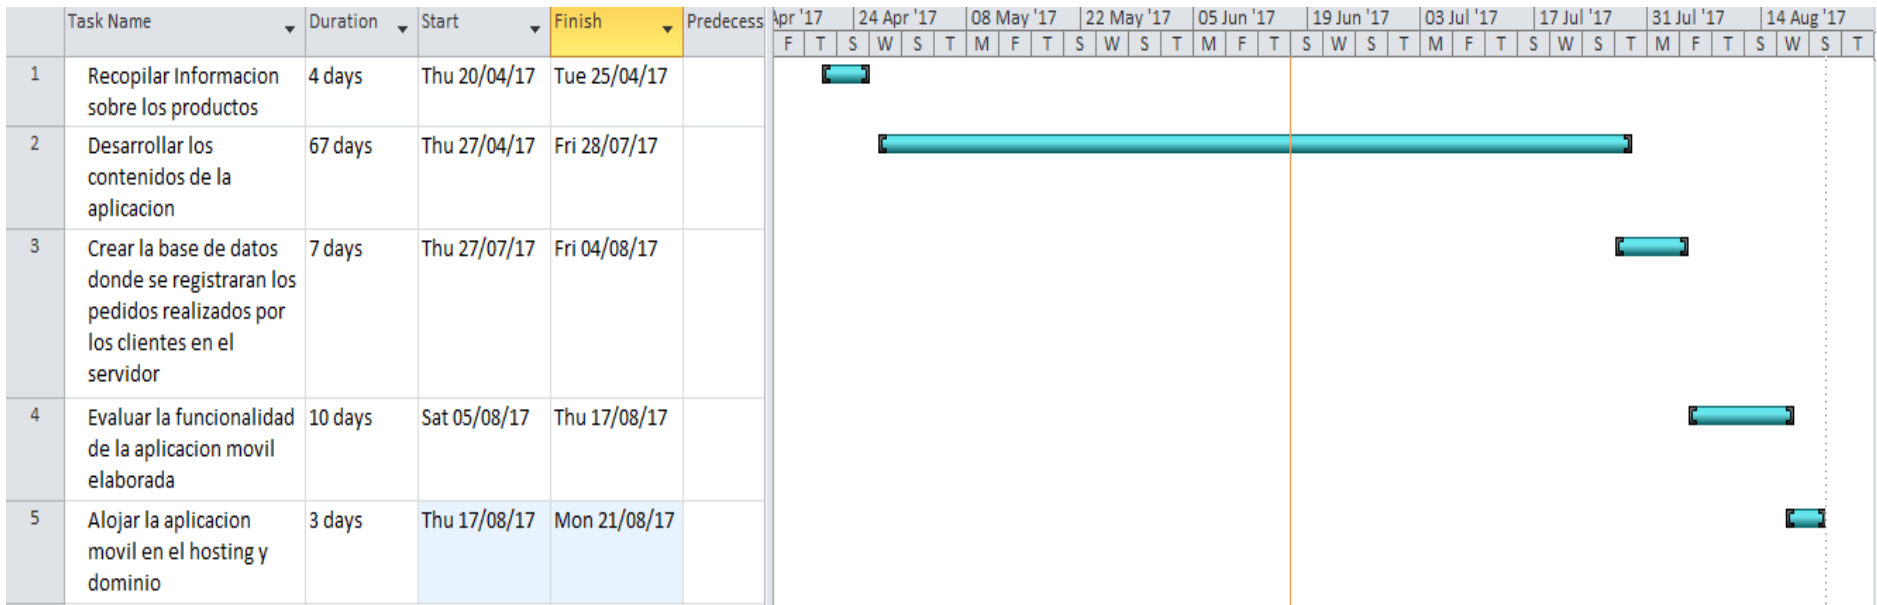 Task Name Duration Start Finish Predecess
Apr '17 24 Apr '17 08 May '17 22 May '17 05 Jun '17 19 Jun '17 03 Jul '17 17 Jul '17 31 Jul '17 14 Aug '17
F T S W S T M F T S W S T M F T S W S T M F T S W S T M F T S W S T
1 Recopilar Informacion 4 days Thu 20/04/17 Tue 25/04/17
sobre los productos
2 Desarrollar los 67 days Thu 27/04/17 Fri 28/07/17
contenidos de la
aplicacion
3 Crear la base de datos 7 days Thu 27/07/17 Fri 04/08/17
donde se registraran los
pedidos realizados por
los clientes en el
servidor
4 Evaluar la funcionalidad 10 days Sat 05/08/17 Thu 17/08/17
de la aplicacion movil
elaborada
5 Alojar la aplicacion 3 days Thu 17/08/17 Mon 21/08/17
movil en el hosting y
dominio